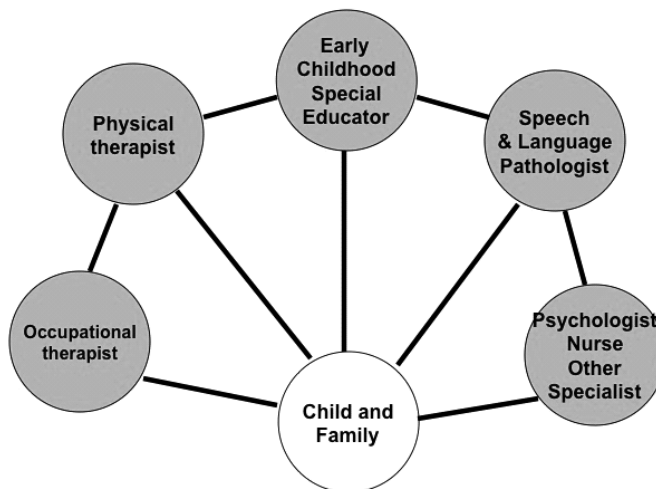 Early
Childhood
Special
Educator
Physical
therapist
Speech
& Language
Pathologist
Occupational
therapist
Psychologist
Nurse
Other
Specialist
Child and
Family